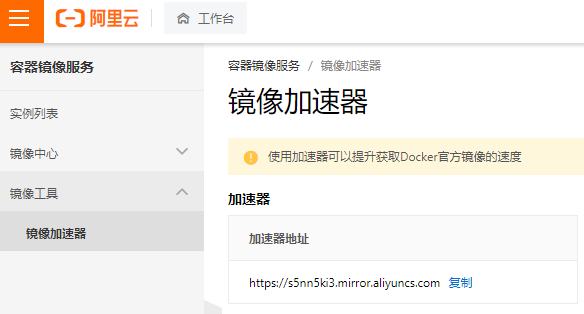 阿里云
工作台
容器镜像服务
实例列表
镜像中心
镜像工具
镜像加速器
容器镜像服务 / 镜像加速器
镜像加速器
使用加速器可以提升获取Docker官方镜像的速度
加速器
加速器地址
https://s5nn5ki3.mirror.aliyuncs.com 复制